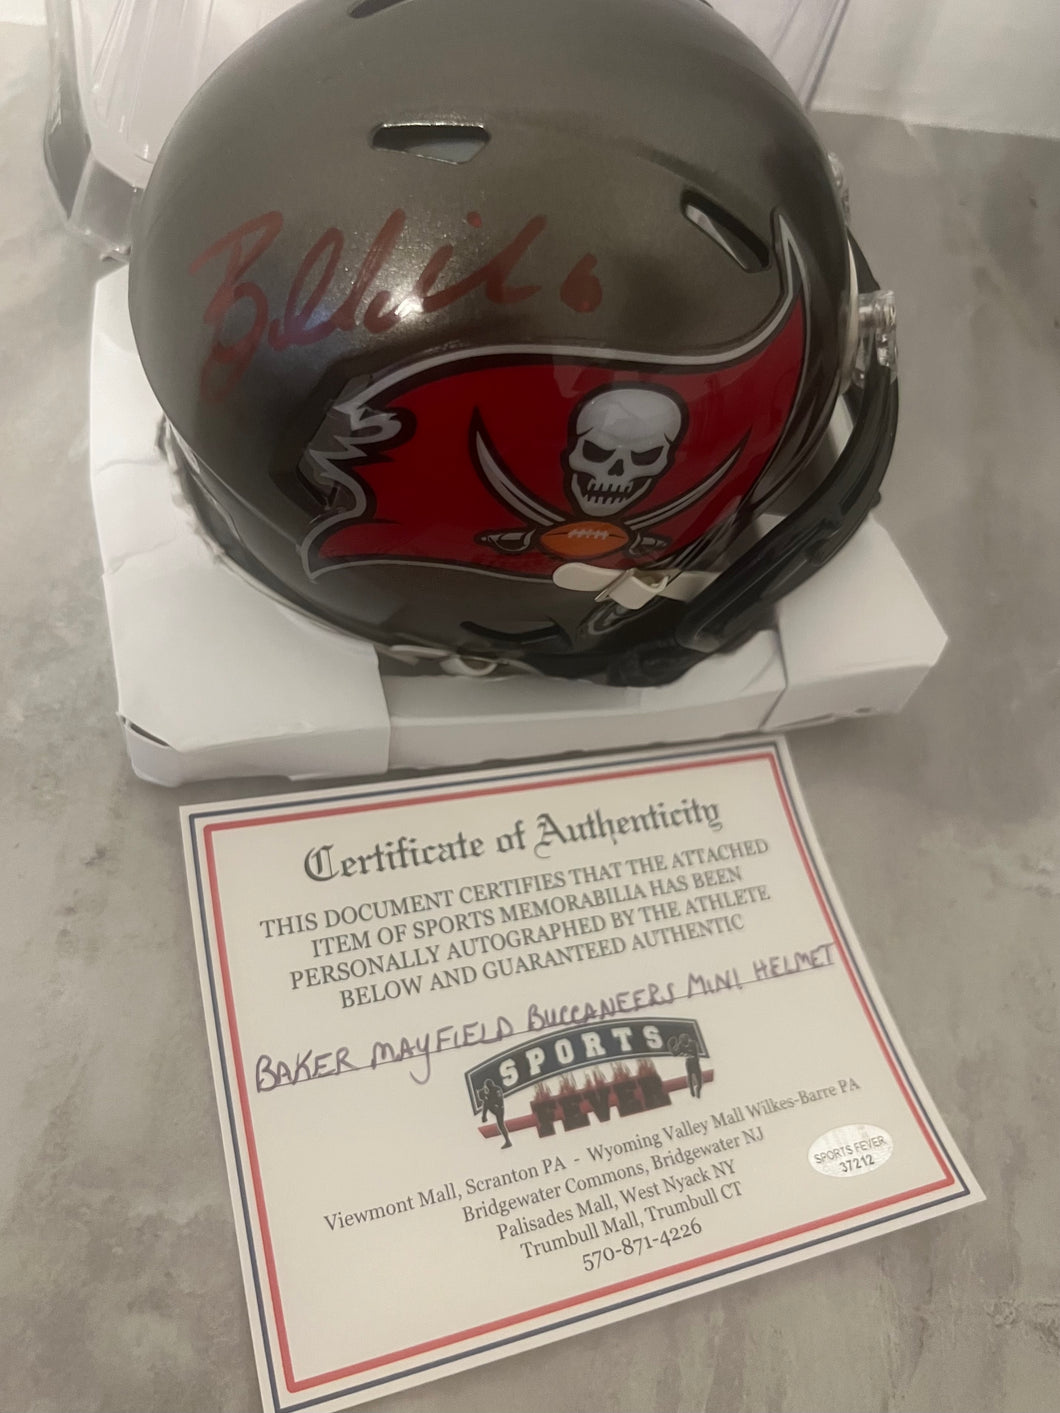 6
Certificate of Authenticity
THIS DOCUMENT CERTIFIES THAT THE ATTACHED
ITEM OF SPORTS MEMORABILIA HAS BEEN
PERSONALLY AUTOGRAPHED BY THE ATHLETE
BELOW AND GUARANTEED AUTHENTIC
BAKER MAYFIELD BUCCANEERS MINI HELMET
SPORTS
FEVER
Viewmont Mall, Scranton PA - Wyoming Valley Mall Wilkes-Barre PA
Bridgewater Commons, Bridgewater NJ
Palisades Mall, West Nyack NY
Trumbull Mall, Trumbull CT
570-871-4226
SPORTS FEVER
37212